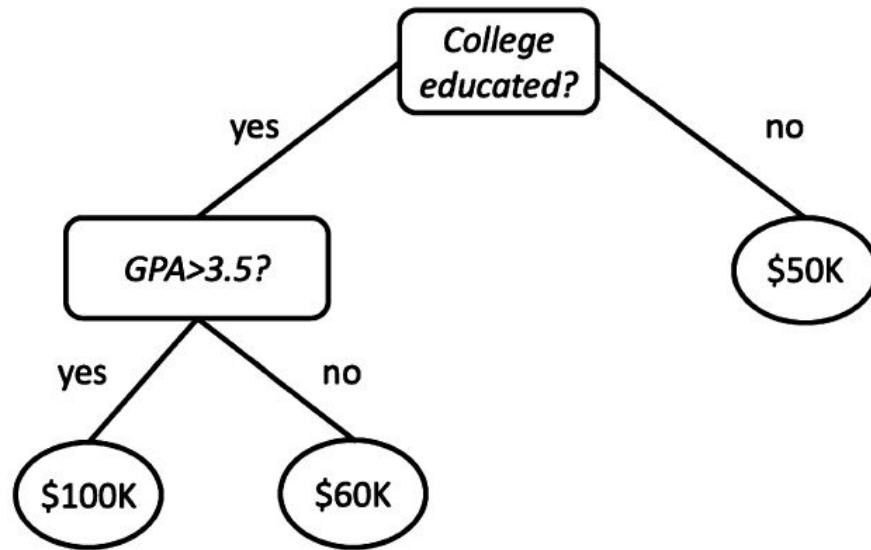 College
educated?
yes
no
GPA>3.5?
$50K
yes
no
$100K
$60K